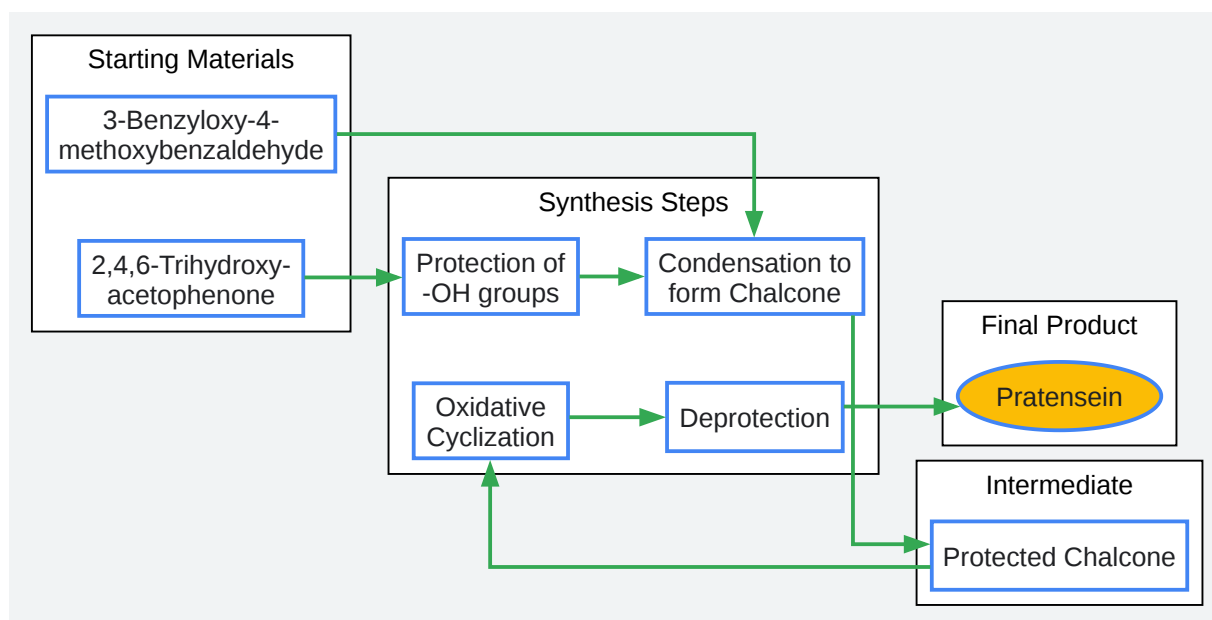 Starting Materials
3-Benzyloxy-4-
methoxybenzaldehyde
2,4,6-Trihydroxy-
acetophenone
Synthesis Steps
Protection of
-OH groups
Condensation to
form Chalcone
Oxidative
Cyclization
Deprotection
Final Product
Pratensein
Intermediate
Protected Chalcone